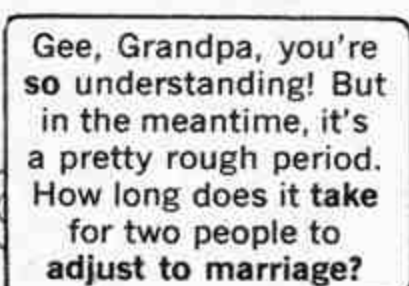 Gee, Grandpa, you're
so understanding! But
in the meantime, it's
a pretty rough period.
How long does it take
for two people to
adjust to marriage?